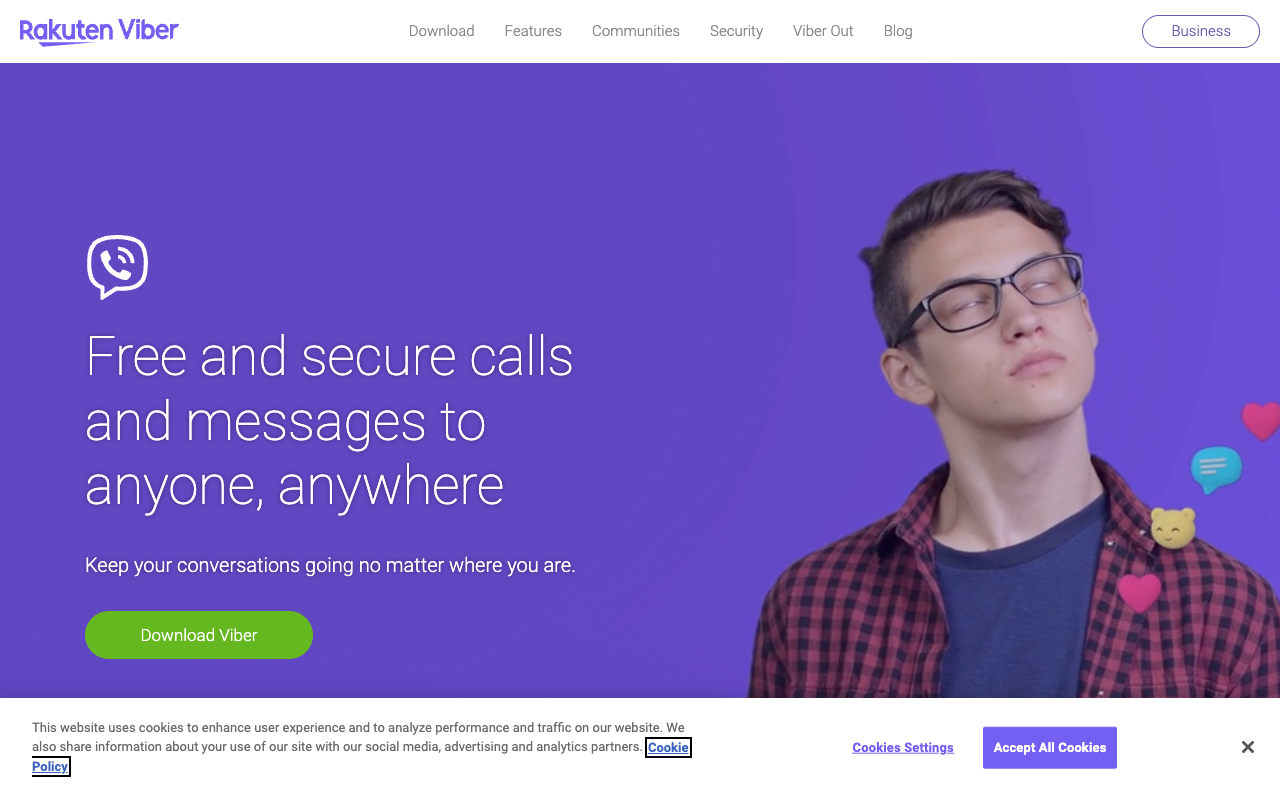 Rakuten Viber
Download Features Communities Security Viber Out Blog
Business
Free and secure calls
and messages to
anyone, anywhere
Keep your conversations going no matter where you are.
Download Viber
This website uses cookies to enhance user experience and to analyze performance and traffic on our website. We
also share information about your use of our site with our social media, advertising and analytics partners. Cookie
Policy
Cookies Settings
Accept All Cookies